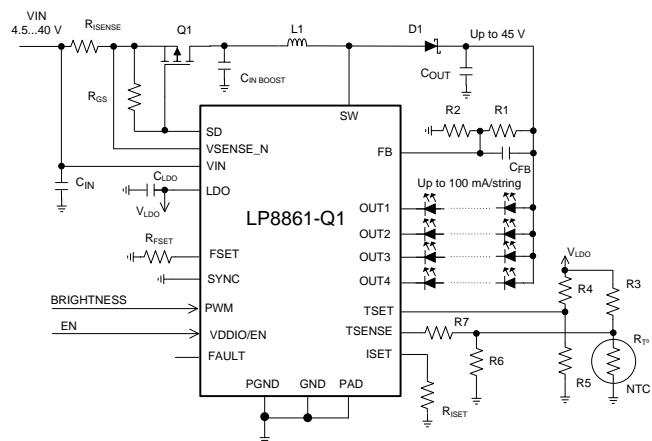 VIN
4.5...40 V
RISENSE
Q1
L1
D1
Up to 45 V
CIN BOOST
COUT
RGS
R2
R1
SW
SD
VSENSE_N
VIN
FB
CFB
CIN
CLDO
LDO
VLDO
Up to 100 mA/string
LP8861-Q1
OUT1
OUT2
OUT3
OUT4
RFSET
FSET
SYNC
VLDO
BRIGHTNESS
PWM
TSET
R4
R3
EN
VDDIO/EN
TSENSE
R7
RT°
FAULT
ISET
R6
R5
NTC
PGND
GND
PAD
RISET